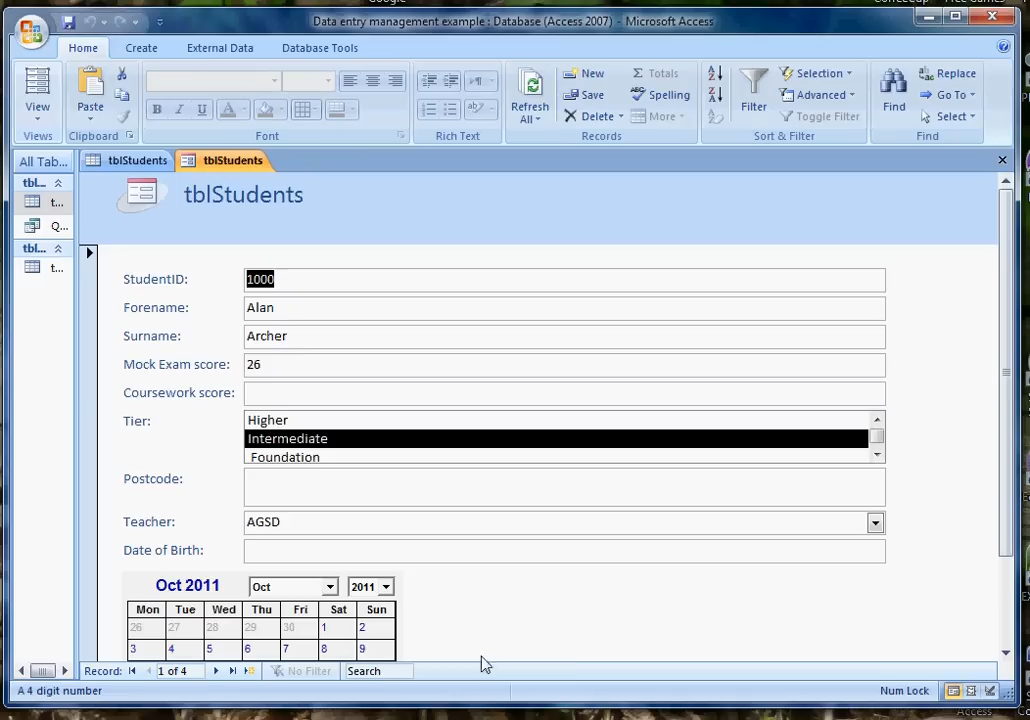 Data entry management example : Database (Access 2007) - Microsoft Access
Home Create External Data Database Tools
View
Views
Paste
Clipboard
B I U A
Font
Rich Text
Refresh All
New
Save
Delete
Totals
Spelling
More
Records
Filter
Selection
Advanced
Toggle Filter
Sort & Filter
Find
Replace
Go To
Select
Find
All Tab...
tbl...
t...
Q...
tbl...
t...
tblStudents tblStudents
tblStudents
StudentID: 1000
Forename: Alan
Surname: Archer
Mock Exam score: 26
Coursework score:
Tier: Higher
Intermediate
Foundation
Postcode:
Teacher: AGSD
Date of Birth:
Oct 2011 Oct 2011
Mon Tue Wed Thu Fri Sat Sun
26 27 28 29 30 1 2
3 4 5 6 7 8 9
Record: 1 of 4 No Filter Search
A 4 digit number Num Lock